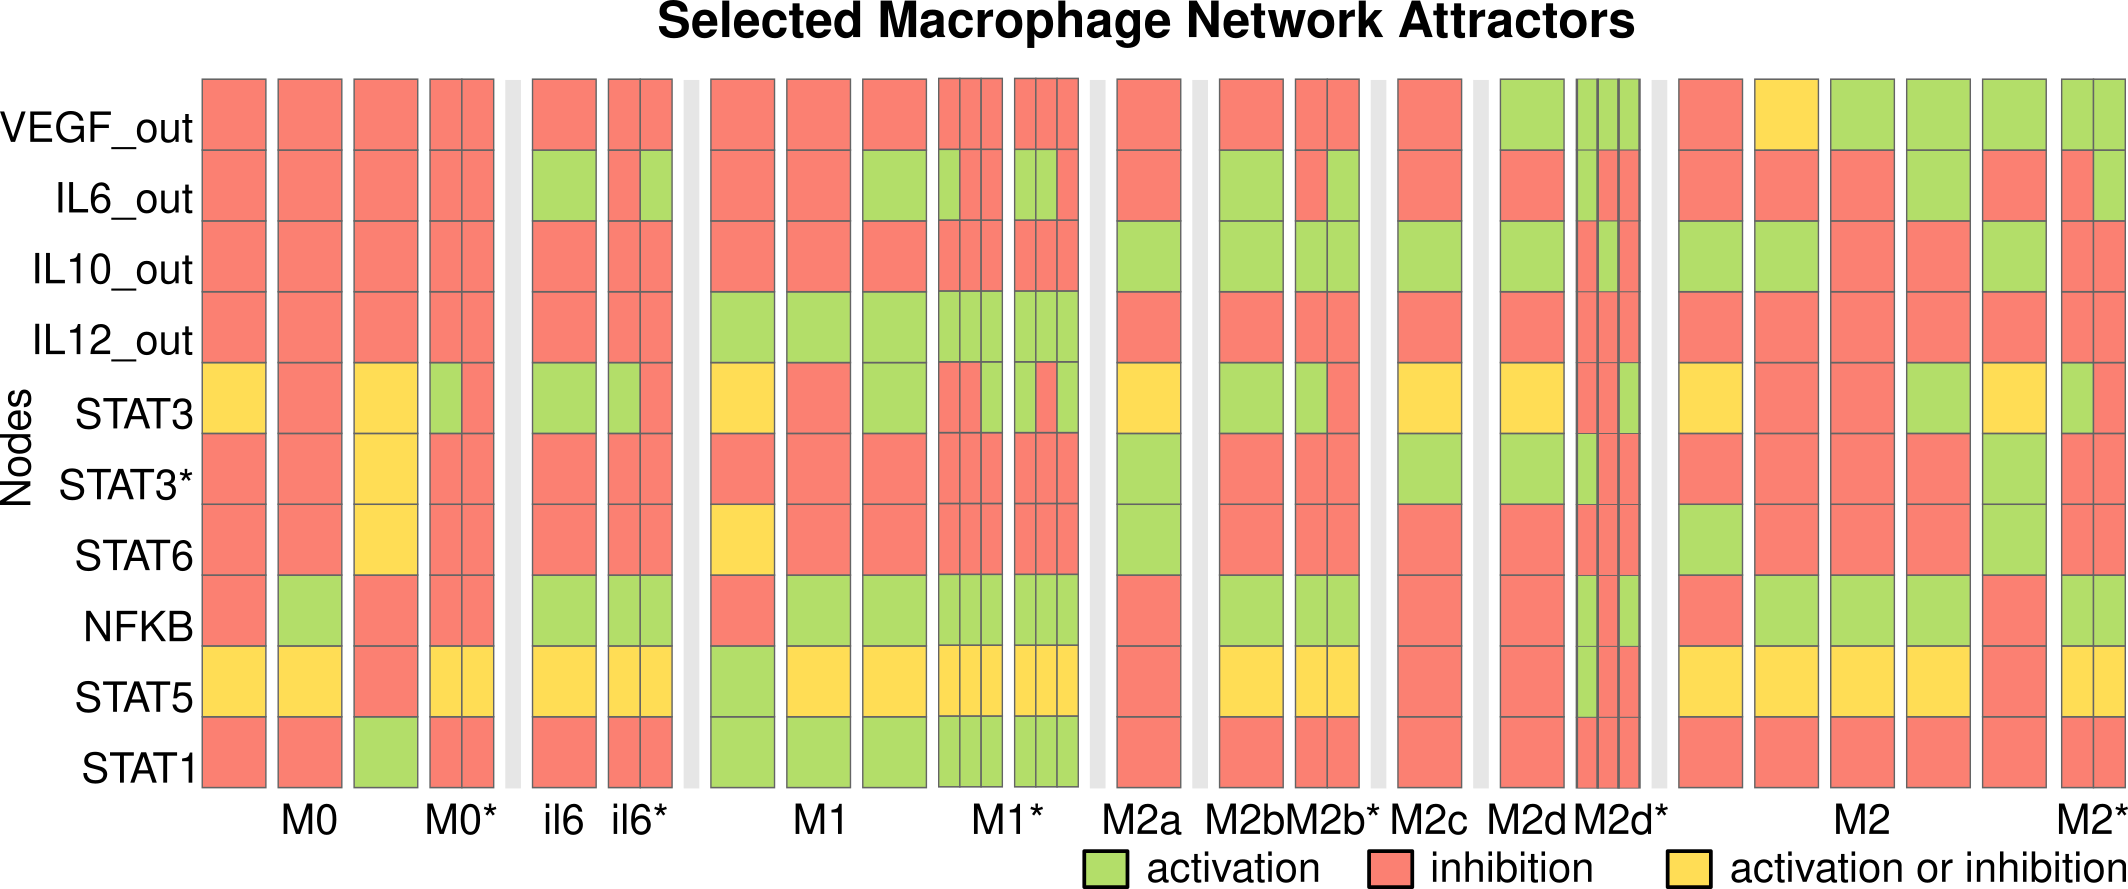 Selected Macrophage Network Attractors
VEGF_out
IL6_out
IL10_out
IL12_out
STAT3
STAT3*
STAT6
NFKB
STAT5
STAT1
Nodes
M0 M0* il6 il6* M1 M1* M2a M2b M2b* M2c M2d M2d* M2 M2*
activation inhibition activation or inhibition